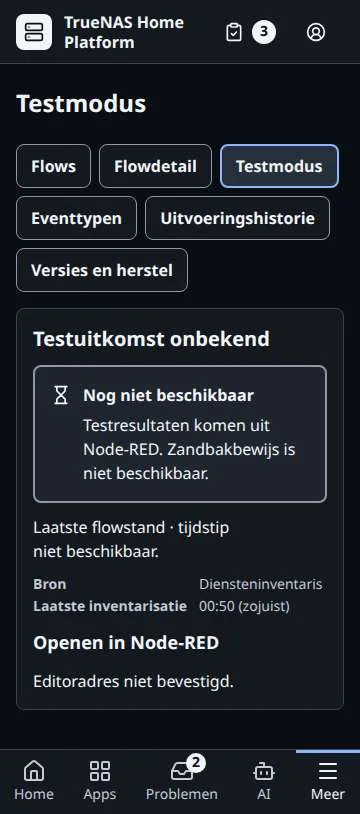 TrueNAS Home
Platform
3
Testmodus
Flows
Flowdetail
Testmodus
Eventtypen
Uitvoeringshistorie
Versies en herstel
Testuitkomst onbekend
Nog niet beschikbaar
Testresultaten komen uit
Node-RED. Zandbakbewijs is
niet beschikbaar.
Laatste flowstand · tijdstip
niet beschikbaar.
Bron Diensteninventaris
Laatste inventarisatie 00:50 (zojuist)
Openen in Node-RED
Editoradres niet bevestigd.
2
Home Apps Problemen AI Meer